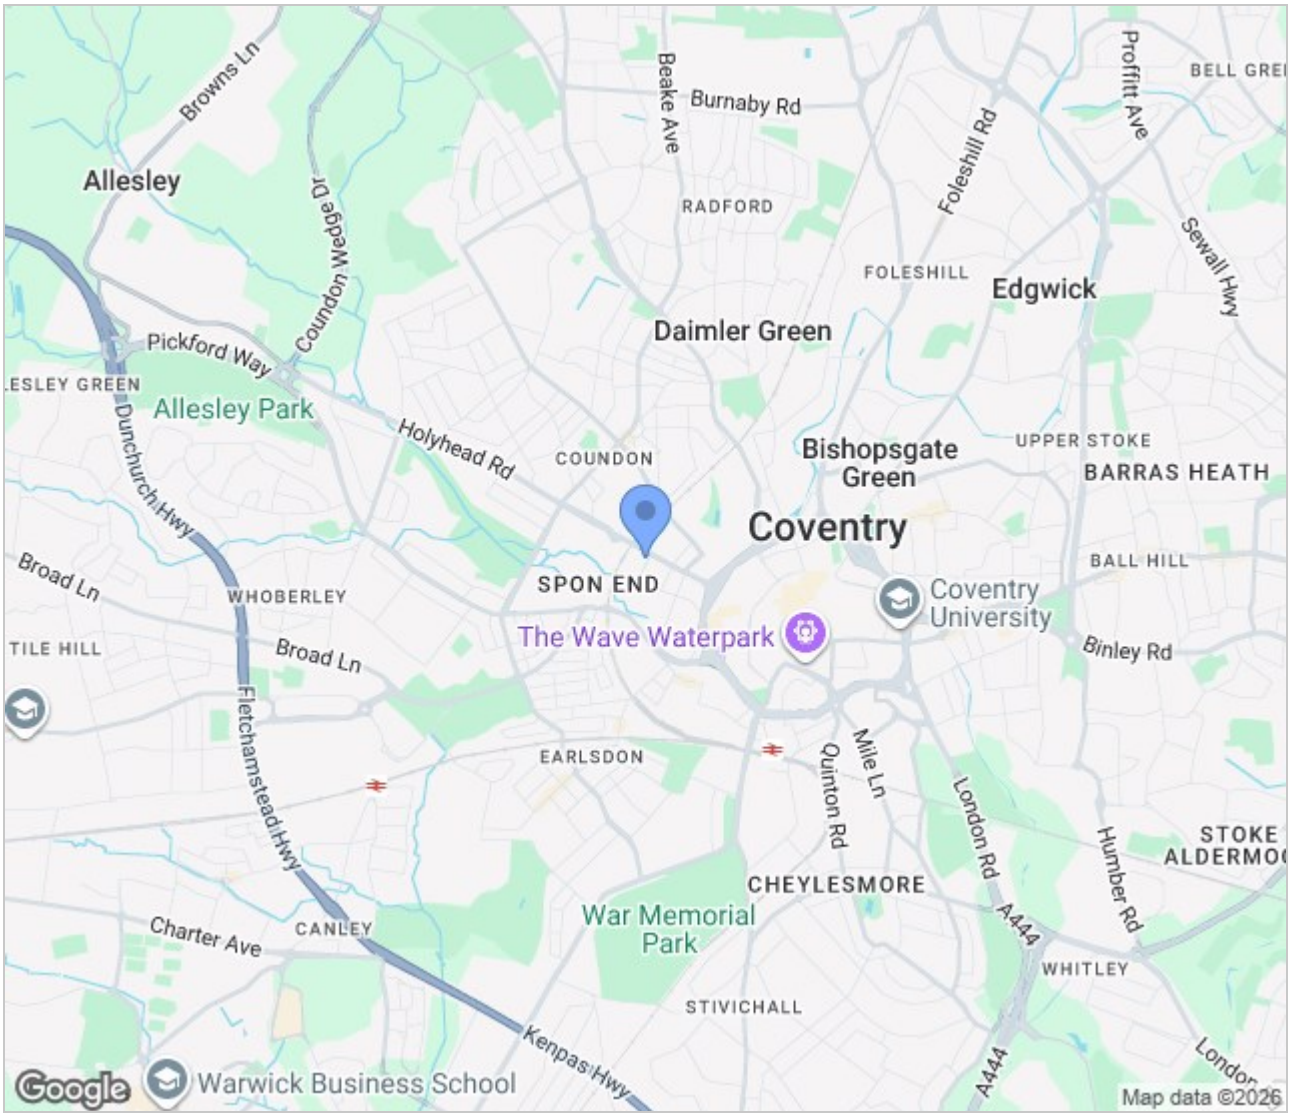 Browns Ln
Beake Ave
Burnaby Rd
Proffitt Ave
BELL GREE
Foleshill Rd
Allesley
Coundon Wedge Dr
RADFORD
Sewall Hwy
FOLESHILL
Edgwick
Daimler Green
Pickford Way
LESLEY GREEN
Allesley Park
Dunchurch Hwy
Holyhead Rd
COUNDON
Bishopsgate
Green
UPPER STOKE
BARRAS HEATH
Coventry
Broad Ln
WHOBERLEY
SPON END
BALL HILL
Coventry
University
The Wave Waterpark
TILE HILL
Broad Ln
Binley Rd
Fletchamstead Hwy
EARLSDON
Quinton Rd
Mile Ln
London Rd
Humber Rd
STOKE
ALDERMOO
CHEYLESMORE
War Memorial
Park
A444
Charter Ave
CANLEY
WHITLEY
STIVICHALL
Kenpas Hwy
A444
London
Warwick Business School
Google
Map data ©2026